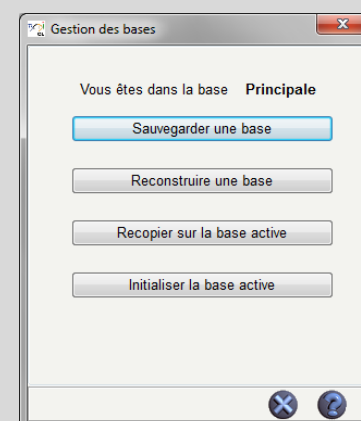 Gestion des bases
Vous êtes dans la base Principale
Sauvegarder une base
Reconstruire une base
Recopier sur la base active
Initialiser la base active